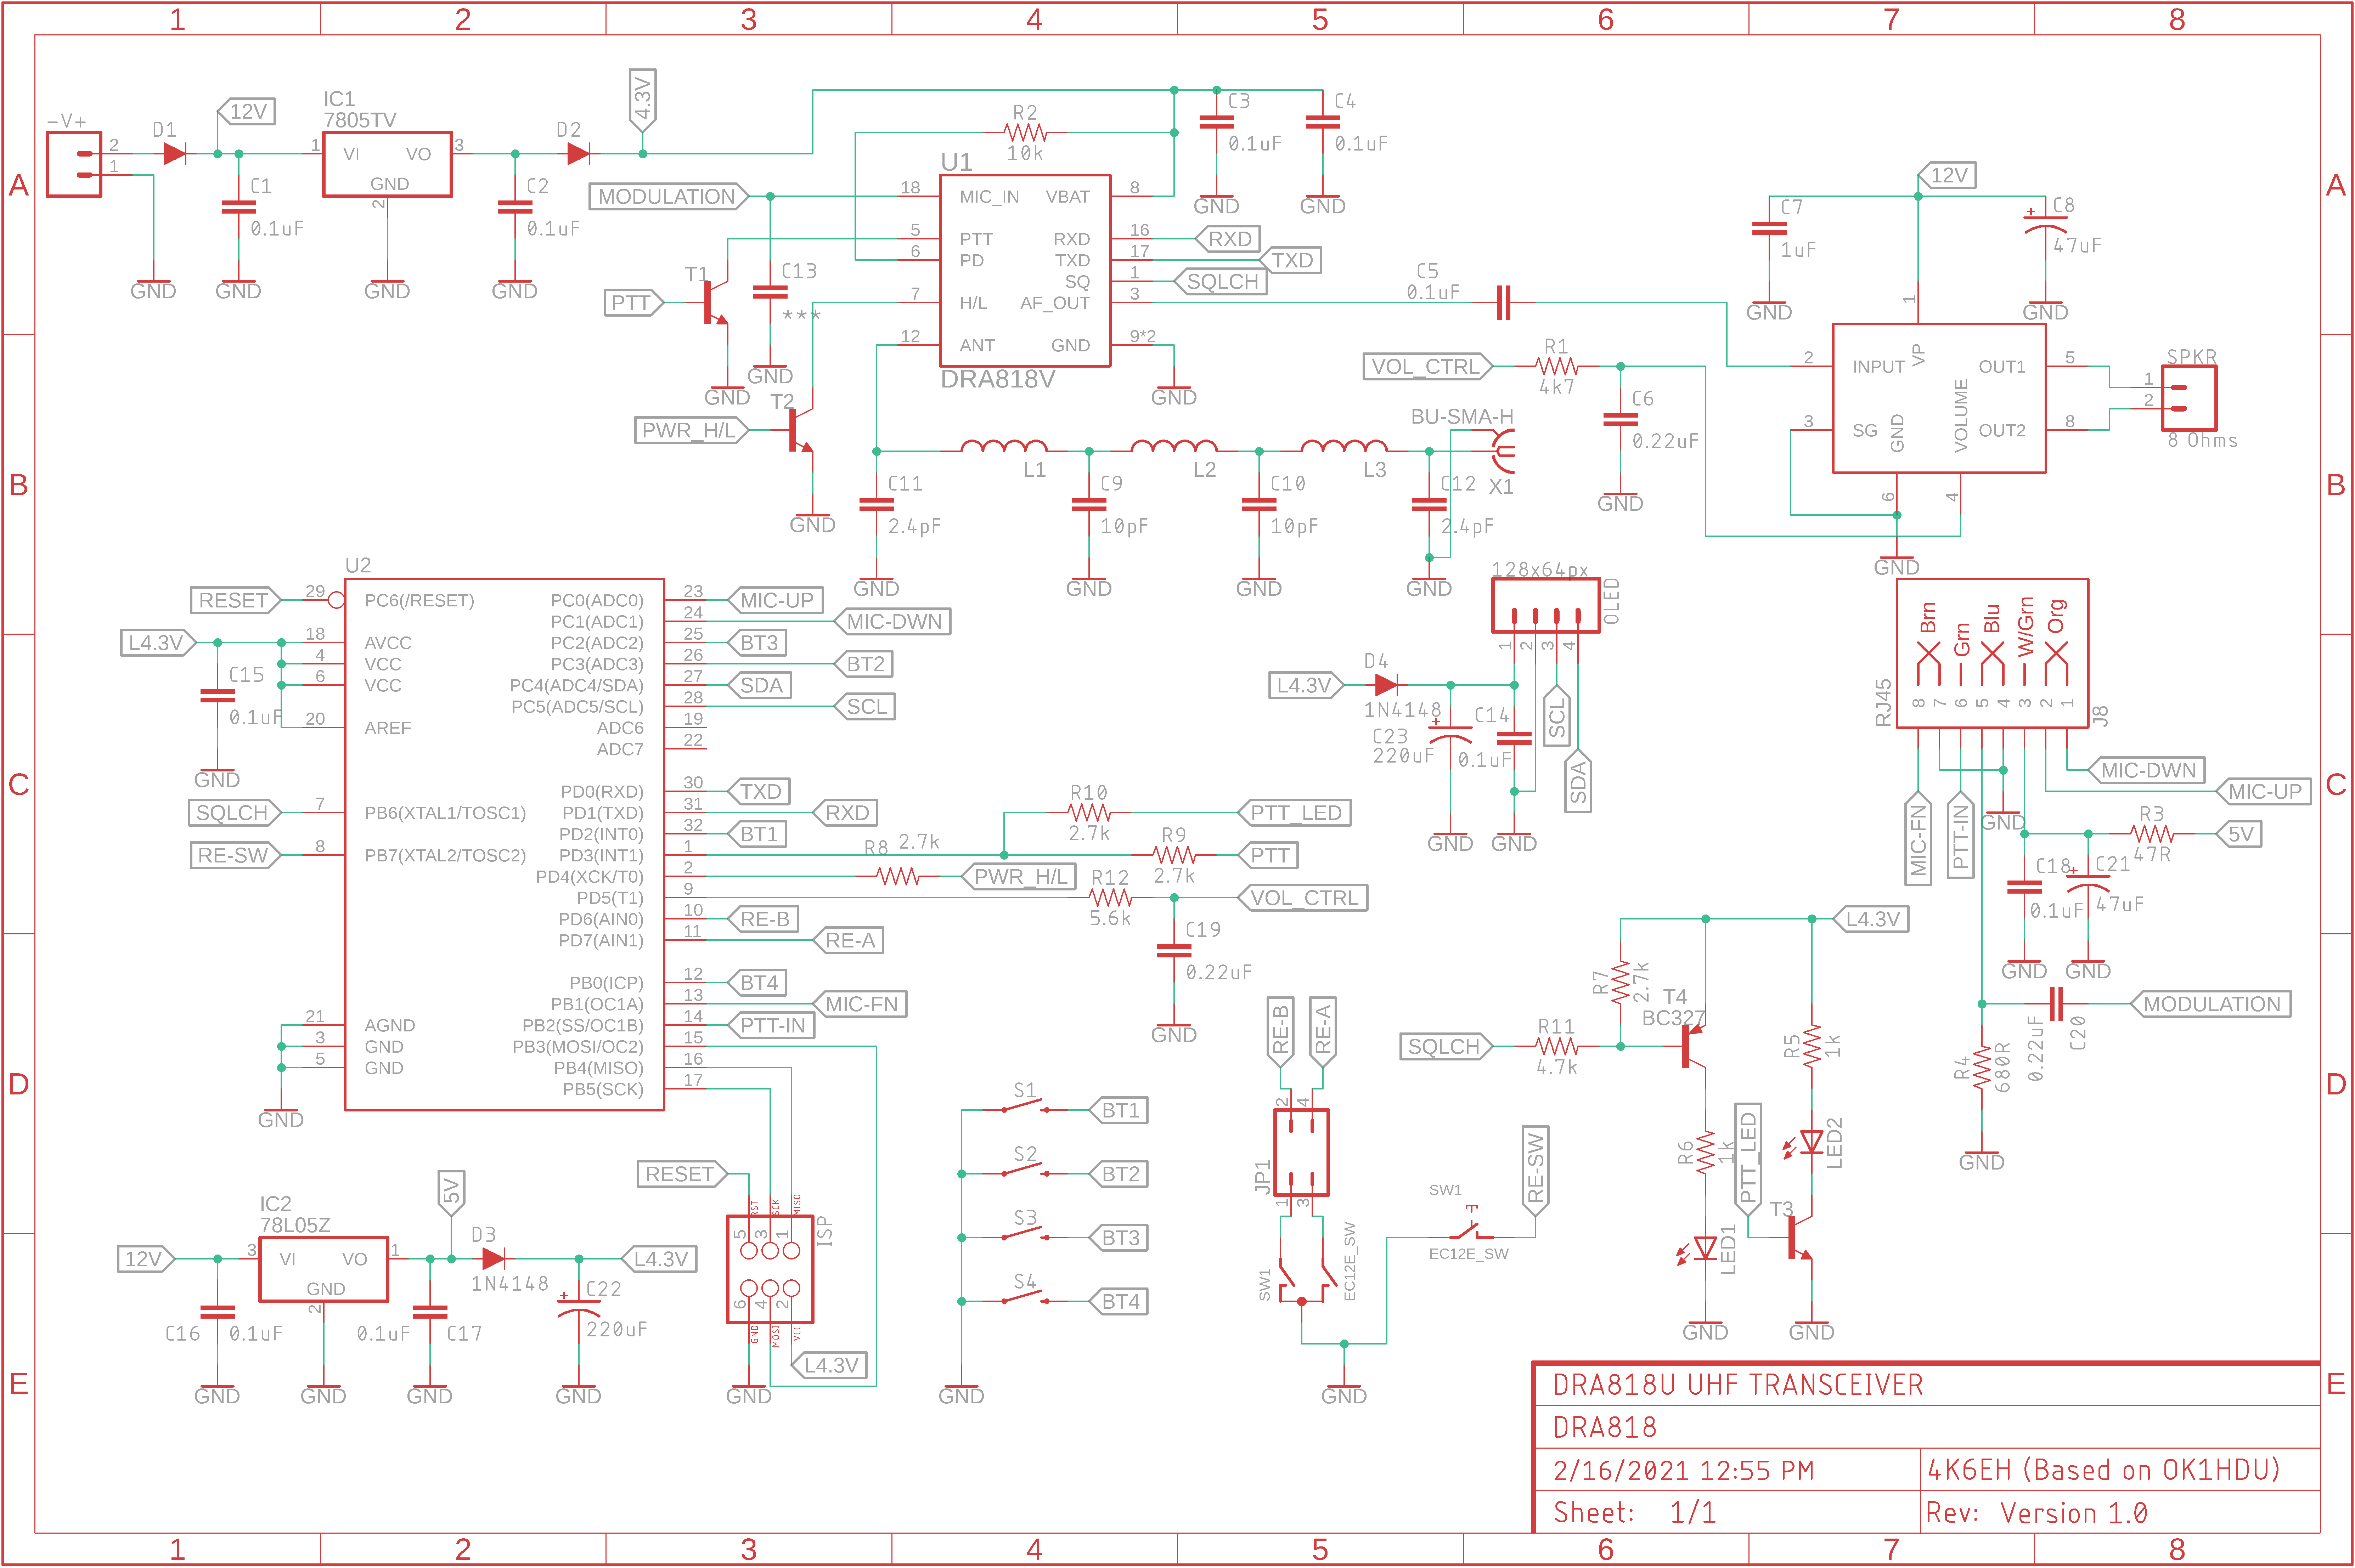 1 2 3 4 5 6 7 8
A
B
C
D
E
A
B
C
D
E
-V+
2
1
D1
12V
IC1
7805TV
1 VI VO 3
GND
2
C1
0.1uF
C2
0.1uF
D2
4.3V
GND GND GND GND
MODULATION
R2
10k
U1
18 MIC_IN VBAT 8
5 PTT RXD 16
6 PD TXD 17
SQ 1
7 H/L AF_OUT 3
12 ANT GND 9*2
DRA818V
RXD
TXD
SQLCH
GND
C3
0.1uF
GND
C4
0.1uF
GND
T1
PTT
GND
C13
***
GND
T2
PWR_H/L
GND
C5
0.1uF
VOL_CTRL
R1
4k7
C6
0.22uF
GND
12V
C7
1uF
GND
C8
+
47uF
GND
1
2 INPUT VP OUT1 5
3 SG GND VOLUME OUT2 8
6 4
GND
SPKR
1
2
8 Ohms
BU-SMA-H
X1
L1 L2 L3
C11
2.4pF
GND
C9
10pF
GND
C10
10pF
GND
C12
2.4pF
GND
U2
RESET
29 PC6(/RESET)
L4.3V
18 AVCC
4 VCC
6 VCC
20 AREF
C15
0.1uF
GND
SQLCH
7 PB6(XTAL1/TOSC1)
RE-SW
8 PB7(XTAL2/TOSC2)
21 AGND
3 GND
5 GND
GND
PC0(ADC0) 23 MIC-UP
PC1(ADC1) 24 MIC-DWN
PC2(ADC2) 25 BT3
PC3(ADC3) 26 BT2
PC4(ADC4/SDA) 27 SDA
PC5(ADC5/SCL) 28 SCL
ADC6 19
ADC7 22
PD0(RXD) 30 TXD
PD1(TXD) 31 RXD
PD2(INT0) 32 BT1
PD3(INT1) 1
PD4(XCK/T0) 2
PD5(T1) 9
PD6(AIN0) 10 RE-B
PD7(AIN1) 11 RE-A
PB0(ICP) 12 BT4
PB1(OC1A) 13 MIC-FN
PB2(SS/OC1B) 14 PTT-IN
PB3(MOSI/OC2) 15
PB4(MISO) 16
PB5(SCK) 17
R10
2.7k
PTT_LED
R9
2.7k
PTT
R8 2.7k
PWR_H/L
R12
5.6k
VOL_CTRL
C19
0.22uF
GND
128x64px
OLED
1 2 3 4
L4.3V
D4
1N4148
C23
+
220uF
C14
0.1uF
SCL
SDA
GND GND
RJ45
Brn
Grn
Blu
W/Grn
Org
8 7 6 5 4 3 2 1
J8
MIC-FN
PTT-IN
GND
MIC-DWN
MIC-UP
R3
47R
5V
C18
0.1uF
C21
+
47uF
GND GND
MODULATION
C20
0.22uF
R4
680R
GND
L4.3V
R7
2.7k
T4
BC327
SQLCH
R11
4.7k
R5
1k
R6
1k
PTT_LED
LED2
T3
LED1
GND GND
RE-B
RE-A
2 4
JP1
1 3
SW1
EC12E_SW
GND
SW1
EC12E_SW
RE-SW
S1
BT1
S2
BT2
S3
BT3
S4
BT4
GND
RESET
RST
SCK
MISO
5 3 1
ISP
6 4 2
GND
MOSI
VCC
L4.3V
GND
12V
IC2
78L05Z
3 VI VO 1
GND
2
5V
D3
1N4148
L4.3V
C16
0.1uF
0.1uF
C17
+
C22
220uF
GND GND GND GND
DRA818U UHF TRANSCEIVER
DRA818
2/16/2021 12:55 PM
4K6EH (Based on OK1HDU)
Sheet: 1/1
Rev: Version 1.0
1 2 3 4 5 6 7 8